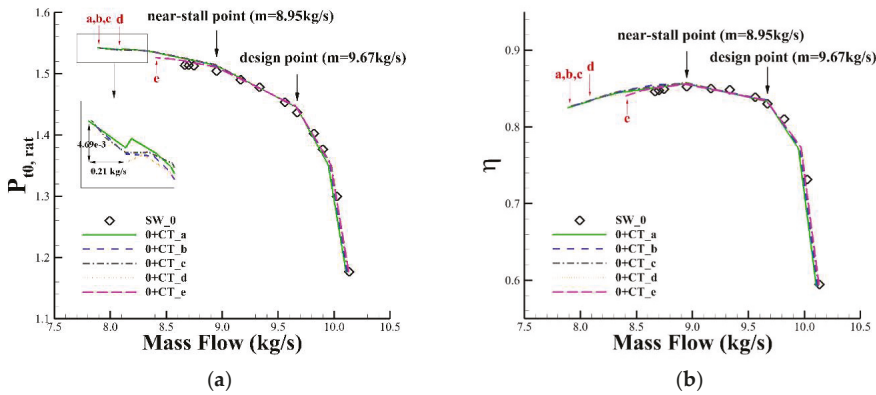 near-stall point (m=8.95kg/s)
a,b,c
d
design point (m=9.67kg/s)
e
4.69e-3
0.21 kg/s
SW_0
0+CT_a
0+CT_b
0+CT_c
0+CT_d
0+CT_e
Pt0, rat
1.6
1.5
1.4
1.3
1.2
1.1
7.5 8.0 8.5 9.0 9.5 10.0 10.5
Mass Flow (kg/s)
(a)
near-stall point (m=8.95kg/s)
design point (m=9.67kg/s)
a,b,c
d
e
SW_0
0+CT_a
0+CT_b
0+CT_c
0+CT_d
0+CT_e
η
0.9
0.8
0.7
0.6
7.5 8.0 8.5 9.0 9.5 10.0 10.5
Mass Flow (kg/s)
(b)